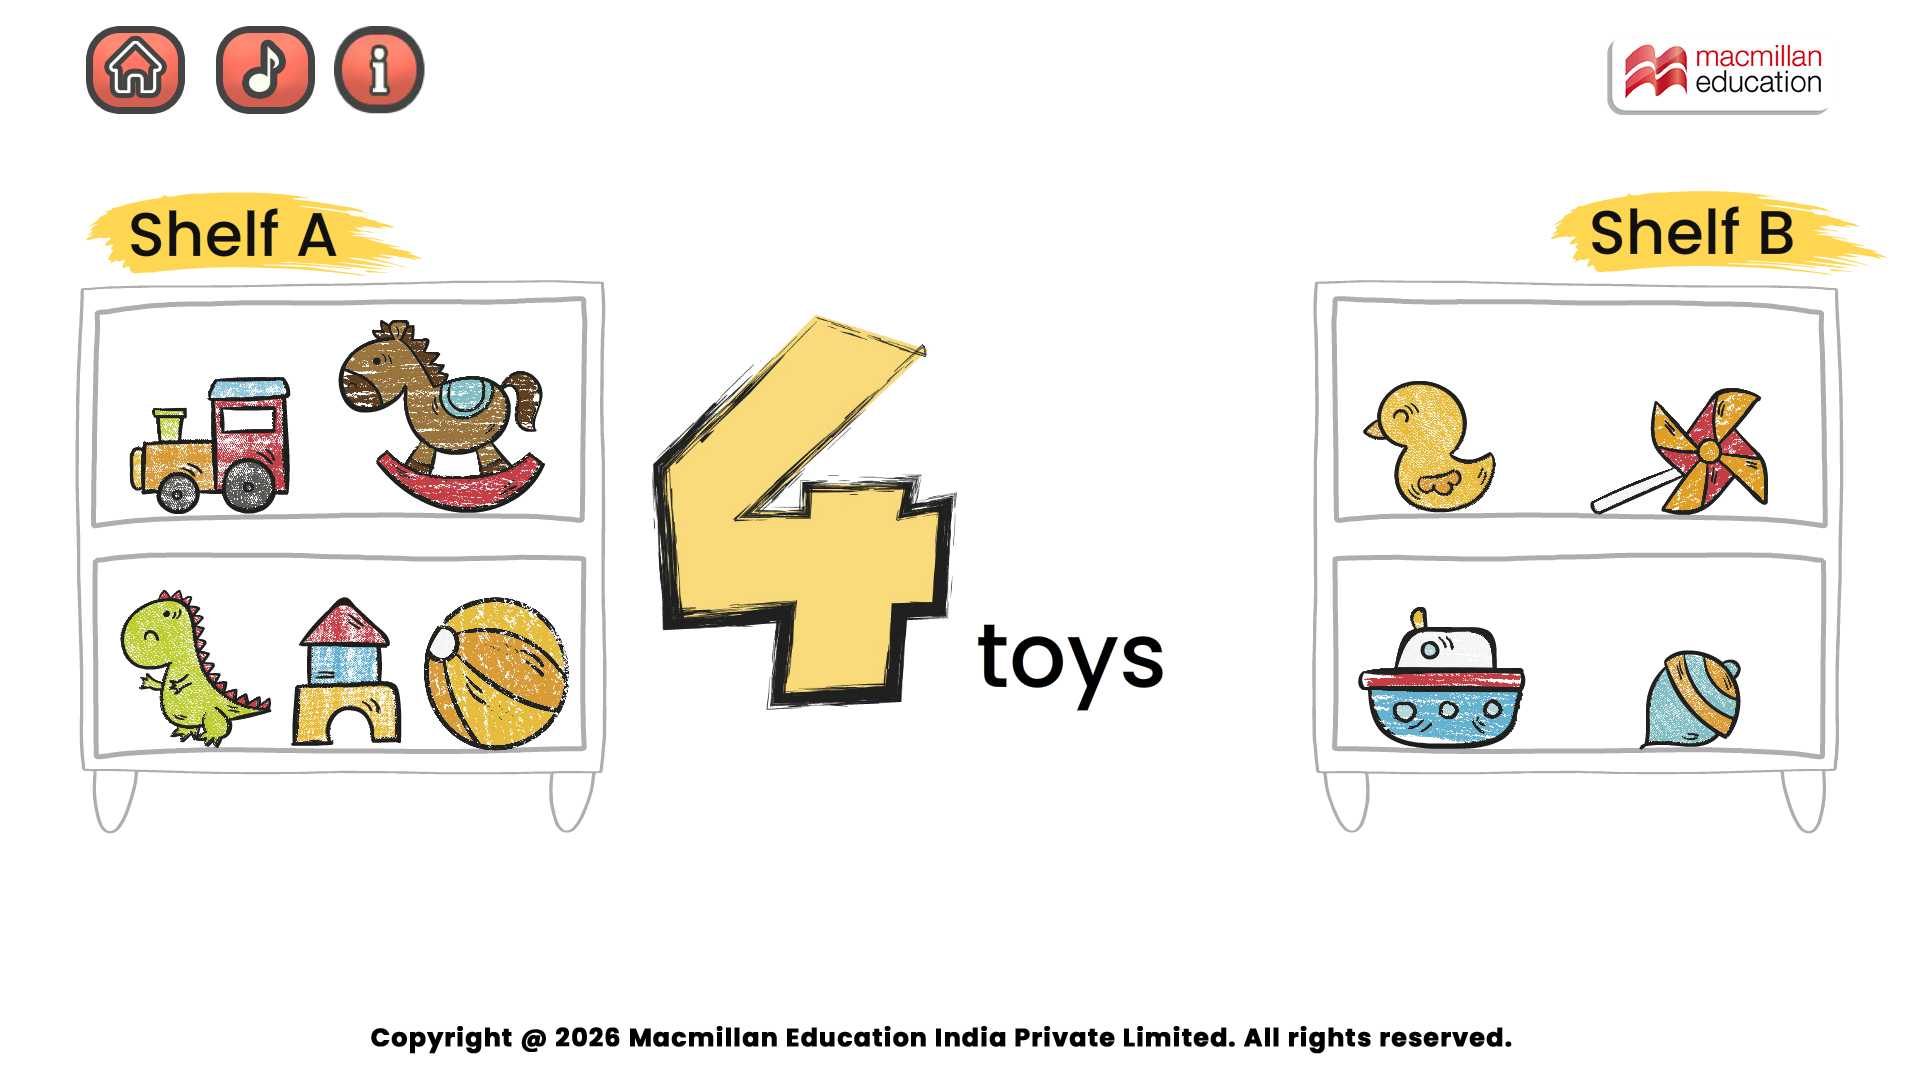 macmillan
education
Shelf A
Shelf B
4 toys
Copyright @ 2026 Macmillan Education India Private Limited. All rights reserved.